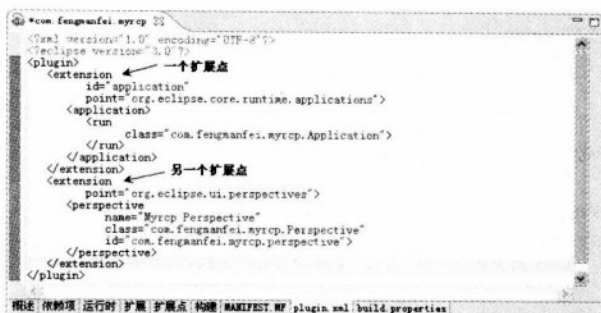 *com.fengmanfei.myrcp
<?xml version="1.0" encoding="UTF-8"?>
<?eclipse version="3.0"?>
<plugin>
<extension 一个扩展点
id="application"
point="org.eclipse.core.runtime.applications">
<application>
<run
class="com.fengmanfei.myrcp.Application">
</run>
</application>
</extension> 另一个扩展点
<extension
point="org.eclipse.ui.perspectives">
<perspective
name="Myrcp Perspective"
class="com.fengmanfei.myrcp.Perspective"
id="com.fengmanfei.myrcp.perspective">
</perspective>
</extension>
</plugin>
概述 依赖项 运行时 扩展 扩展点 构建 MANIFEST.MF plugin.xml build.properties